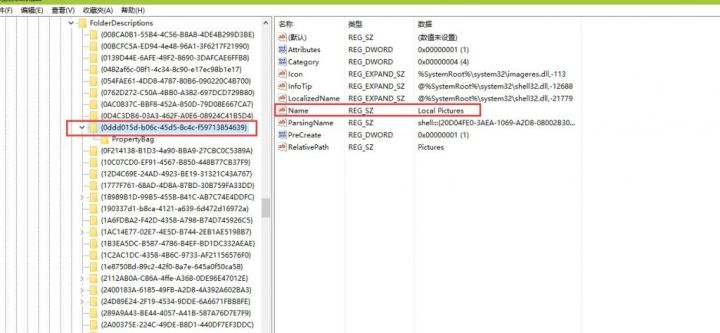 文件(F) 编辑(E) 查看(V) 收藏夹(A) 帮助(H)
FolderDescriptions
{008CA0B1-55B4-4C56-B8A8-4DE4B299D3BE}
{00BCFC5A-ED94-4e48-96A1-3F6217F21990}
{0139D44E-6AFE-49F2-8690-3DAFCAE6FFB8}
{0482af6c-08f1-4c34-8c90-e17ec98b1e17}
{054FAE61-4DD8-4787-80B6-090220C4B700}
{0762D272-C50A-4BB0-A382-697DCD729B80}
{0AC0837C-BBF8-452A-850D-79D08E667CA7}
{0D4C3DB6-03A3-462F-A0E6-08924C41B5D4}
{0ddd015d-b06c-45d5-8c4c-f59713854639}
PropertyBag
{0F214138-B1D3-4a90-BBA9-27CBC0C5389A}
{10C07CD0-EF91-4567-B850-448B77CB37F9}
{12D4C69E-24AD-4923-BE19-31321C43A767}
{1777F761-68AD-4D8A-87BD-30B759FA33DD}
{18989B1D-99B5-455B-841C-AB7C74E4DDFC}
{190337d1-b8ca-4121-a639-6d472d16972a}
{1A6FDBA2-F42D-4358-A798-B74D745926C5}
{1AC14E77-02E7-4E5D-B744-2EB1AE5198B7}
{1B3EA5DC-B587-4786-B4EF-BD1DC332AEAE}
{1C2AC1DC-4358-4B6C-9733-AF21156576F0}
{1e87508d-89c2-42f0-8a7e-645a0f50ca58}
{2112AB0A-C86A-4ffe-A368-0DE96E47012E}
{2400183A-6185-49FB-A2D8-4A392A602BA3}
{24D89E24-2F19-4534-9DDE-6A6671FBB8FE}
{289A9A43-BE44-4057-A41B-587A76D7E7F9}
{2A00375E-224C-49DE-B8D1-440DF7EF3DDC}
名称 类型 数据
(默认) REG_SZ (数值未设置)
Attributes REG_DWORD 0x00000001 (1)
Category REG_DWORD 0x00000004 (4)
Icon REG_EXPAND_SZ %SystemRoot%\system32\imageres.dll,-113
InfoTip REG_EXPAND_SZ @%SystemRoot%\system32\shell32.dll,-12688
LocalizedName REG_EXPAND_SZ @%SystemRoot%\system32\shell32.dll,-21779
Name REG_SZ Local Pictures
ParsingName REG_SZ shell:::{20D04FE0-3AEA-1069-A2D8-08002B30...
PreCreate REG_DWORD 0x00000001 (1)
RelativePath REG_SZ Pictures